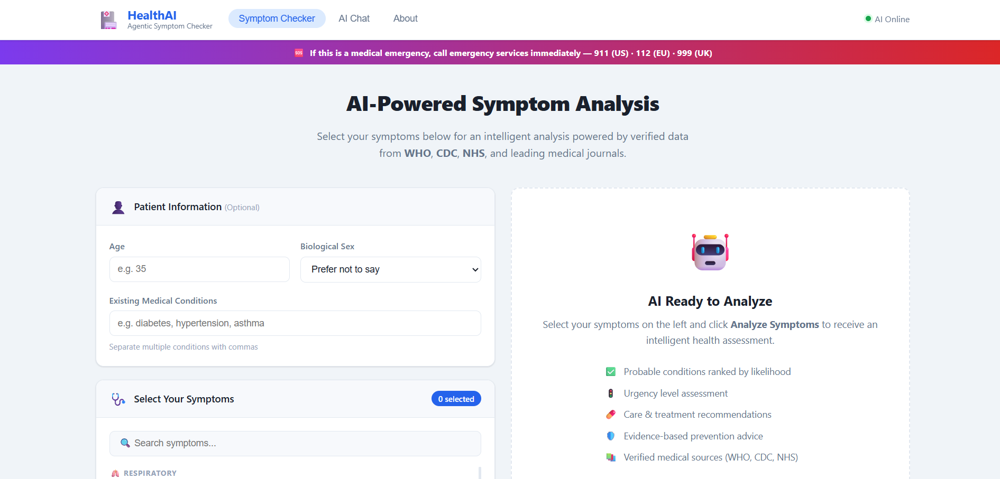 HealthAI
Agentic Symptom Checker
Symptom Checker
AI Chat
About
AI Online
SOS If this is a medical emergency, call emergency services immediately — 911 (US) · 112 (EU) · 999 (UK)
AI-Powered Symptom Analysis
Select your symptoms below for an intelligent analysis powered by verified data
from WHO, CDC, NHS, and leading medical journals.
Patient Information (Optional)
Age
Biological Sex
e.g. 35
Prefer not to say
Existing Medical Conditions
e.g. diabetes, hypertension, asthma
Separate multiple conditions with commas
Select Your Symptoms
0 selected
Search symptoms...
RESPIRATORY
AI Ready to Analyze
Select your symptoms on the left and click Analyze Symptoms to receive an
intelligent health assessment.
Probable conditions ranked by likelihood
Urgency level assessment
Care & treatment recommendations
Evidence-based prevention advice
Verified medical sources (WHO, CDC, NHS)